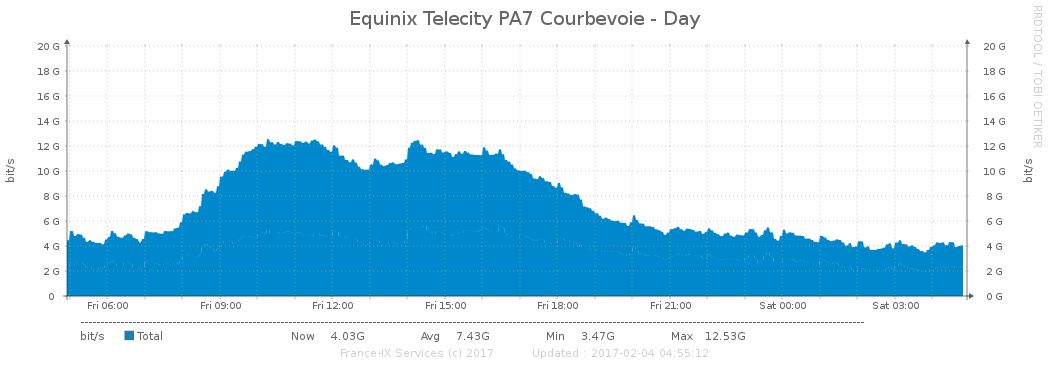 Equinix Telecity PA7 Courbevoie - Day
RRDTOOL / TOBI OETIKER
bit/s
20 G 20 G
18 G 18 G
16 G 16 G
14 G 14 G
12 G 12 G
10 G 10 G
8 G 8 G
6 G 6 G
4 G 4 G
2 G 2 G
0 0 G
bit/s
Fri 06:00 Fri 09:00 Fri 12:00 Fri 15:00 Fri 18:00 Fri 21:00 Sat 00:00 Sat 03:00
bit/s Total Now 4.03G Avg 7.43G Min 3.47G Max 12.53G
France-IX Services (c) 2017 Updated : 2017-02-04 04:55:12